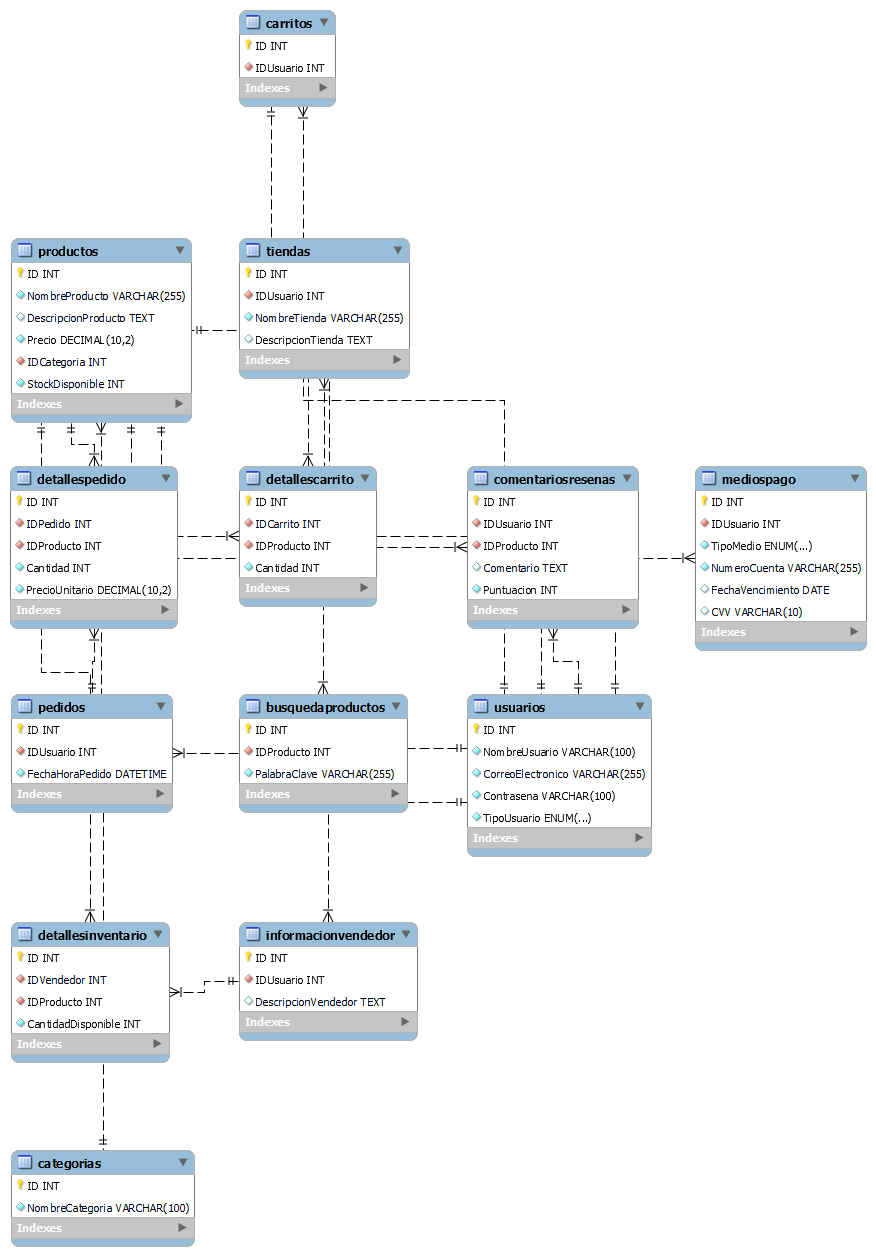 carritos
ID INT
IDUsuario INT
Indexes
productos
ID INT
NombreProducto VARCHAR(255)
DescripcionProducto TEXT
Precio DECIMAL(10,2)
IDCategoria INT
StockDisponible INT
Indexes
tiendas
ID INT
IDUsuario INT
NombreTienda VARCHAR(255)
DescripcionTienda TEXT
Indexes
detallespedido
ID INT
IDPedido INT
IDProducto INT
Cantidad INT
PrecioUnitario DECIMAL(10,2)
Indexes
detallescarrito
ID INT
IDCarrito INT
IDProducto INT
Cantidad INT
Indexes
comentariosresenas
ID INT
IDUsuario INT
IDProducto INT
Comentario TEXT
Puntuacion INT
Indexes
mediospago
ID INT
IDUsuario INT
TipoMedio ENUM(...)
NumeroCuenta VARCHAR(255)
FechaVencimiento DATE
CVV VARCHAR(10)
Indexes
pedidos
ID INT
IDUsuario INT
FechaHoraPedido DATETIME
Indexes
busquedaproductos
ID INT
IDProducto INT
PalabraClave VARCHAR(255)
Indexes
usuarios
ID INT
NombreUsuario VARCHAR(100)
CorreoElectronico VARCHAR(255)
Contrasena VARCHAR(100)
TipoUsuario ENUM(...)
Indexes
detallesinventario
ID INT
IDVendedor INT
IDProducto INT
CantidadDisponible INT
Indexes
informacionvendedor
ID INT
IDUsuario INT
DescripcionVendedor TEXT
Indexes
categorias
ID INT
NombreCategoria VARCHAR(100)
Indexes